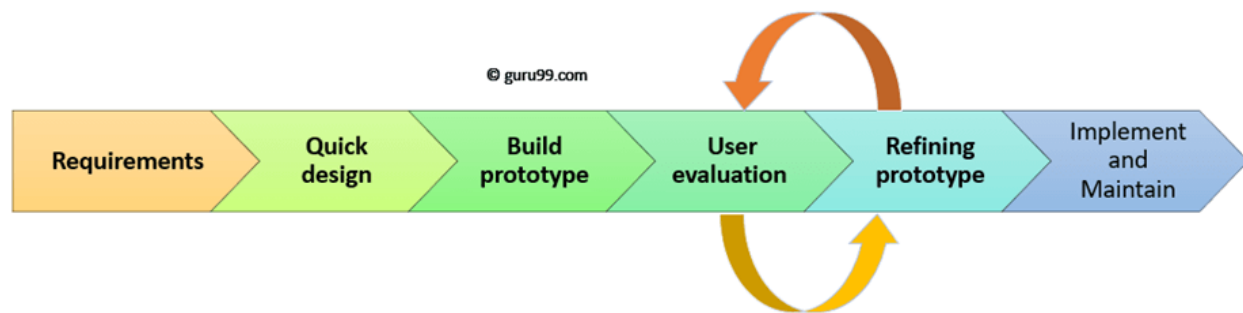 © guru99.com
Requirements
Quick
design
Build
prototype
User
evaluation
Refining
prototype
Implement
and
Maintain